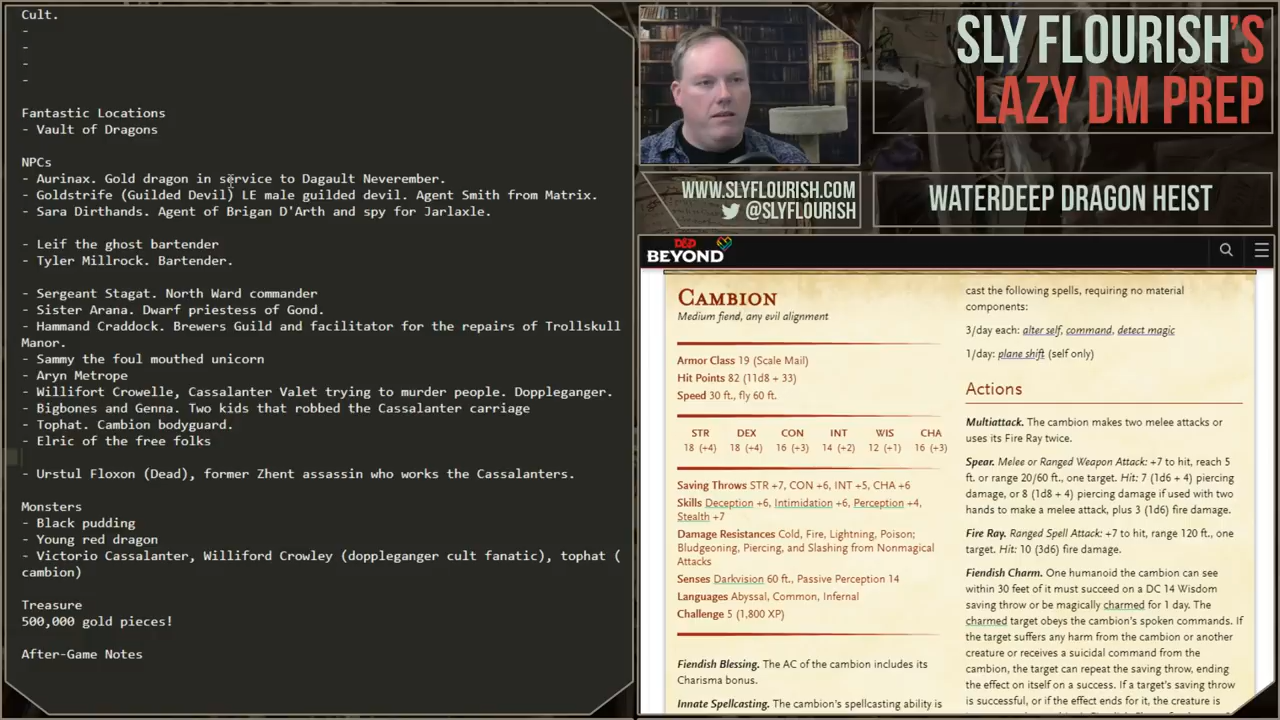 Cult.
-
-
-
-
Fantastic Locations
- Vault of Dragons
NPCs
- Aurinax. Gold dragon in service to Dagault Neverember.
- Goldstrife (Guilded Devil) LE male guilded devil. Agent Smith from Matrix.
- Sara Dirthands. Agent of Brigan D'Arth and spy for Jarlaxle.
- Leif the ghost bartender
- Tyler Millrock. Bartender.
- Sergeant Stagat. North Ward commander
- Sister Arana. Dwarf priestess of Gond.
- Hammand Craddock. Brewers Guild and facilitator for the repairs of Trollskull
Manor.
- Sammy the foul mouthed unicorn
- Aryn Metrope
- Willifort Crowelle, Cassalanter Valet trying to murder people. Doppleganger.
- Bigbones and Genna. Two kids that robbed the Cassalanter carriage
- Tophat. Cambion bodyguard.
- Elric of the free folks
- Urstul Floxon (Dead), former Zhent assassin who works the Cassalanters.
Monsters
- Black pudding
- Young red dragon
- Victorio Cassalanter, Williford Crowley (doppleganger cult fanatic), tophat (
cambion)
Treasure
500,000 gold pieces!
After-Game Notes
SLY FLOURISH'S
LAZY DM PREP
WWW.SLYFLOURISH.COM
@SLYFLOURISH
WATERDEEP DRAGON HEIST
D&D
BEYOND
CAMBION
Medium fiend, any evil alignment
Armor Class 19 (Scale Mail)
Hit Points 82 (11d8 + 33)
Speed 30 ft., fly 60 ft.
STR DEX CON INT WIS CHA
18 (+4) 18 (+4) 16 (+3) 14 (+2) 12 (+1) 16 (+3)
Saving Throws STR +7, CON +6, INT +5, CHA +6
Skills Deception +6, Intimidation +6, Perception +4,
Stealth +7
Damage Resistances Cold, Fire, Lightning, Poison;
Bludgeoning, Piercing, and Slashing from Nonmagical
Attacks
Senses Darkvision 60 ft., Passive Perception 14
Languages Abyssal, Common, Infernal
Challenge 5 (1,800 XP)
Fiendish Blessing. The AC of the cambion includes its
Charisma bonus.
Innate Spellcasting. The cambion's spellcasting ability is
cast the following spells, requiring no material
components:
3/day each: alter self, command, detect magic
1/day: plane shift (self only)
Actions
Multiattack. The cambion makes two melee attacks or
uses its Fire Ray twice.
Spear. Melee or Ranged Weapon Attack: +7 to hit, reach 5
ft. or range 20/60 ft., one target. Hit: 7 (1d6 + 4) piercing
damage, or 8 (1d8 + 4) piercing damage if used with two
hands to make a melee attack, plus 3 (1d6) fire damage.
Fire Ray. Ranged Spell Attack: +7 to hit, range 120 ft., one
target. Hit: 10 (3d6) fire damage.
Fiendish Charm. One humanoid the cambion can see
within 30 feet of it must succeed on a DC 14 Wisdom
saving throw or be magically charmed for 1 day. The
charmed target obeys the cambion's spoken commands. If
the target suffers any harm from the cambion or another
creature or receives a suicidal command from the
cambion, the target can repeat the saving throw, ending
the effect on itself on a success. If a target's saving throw
is successful, or if the effect ends for it, the creature is